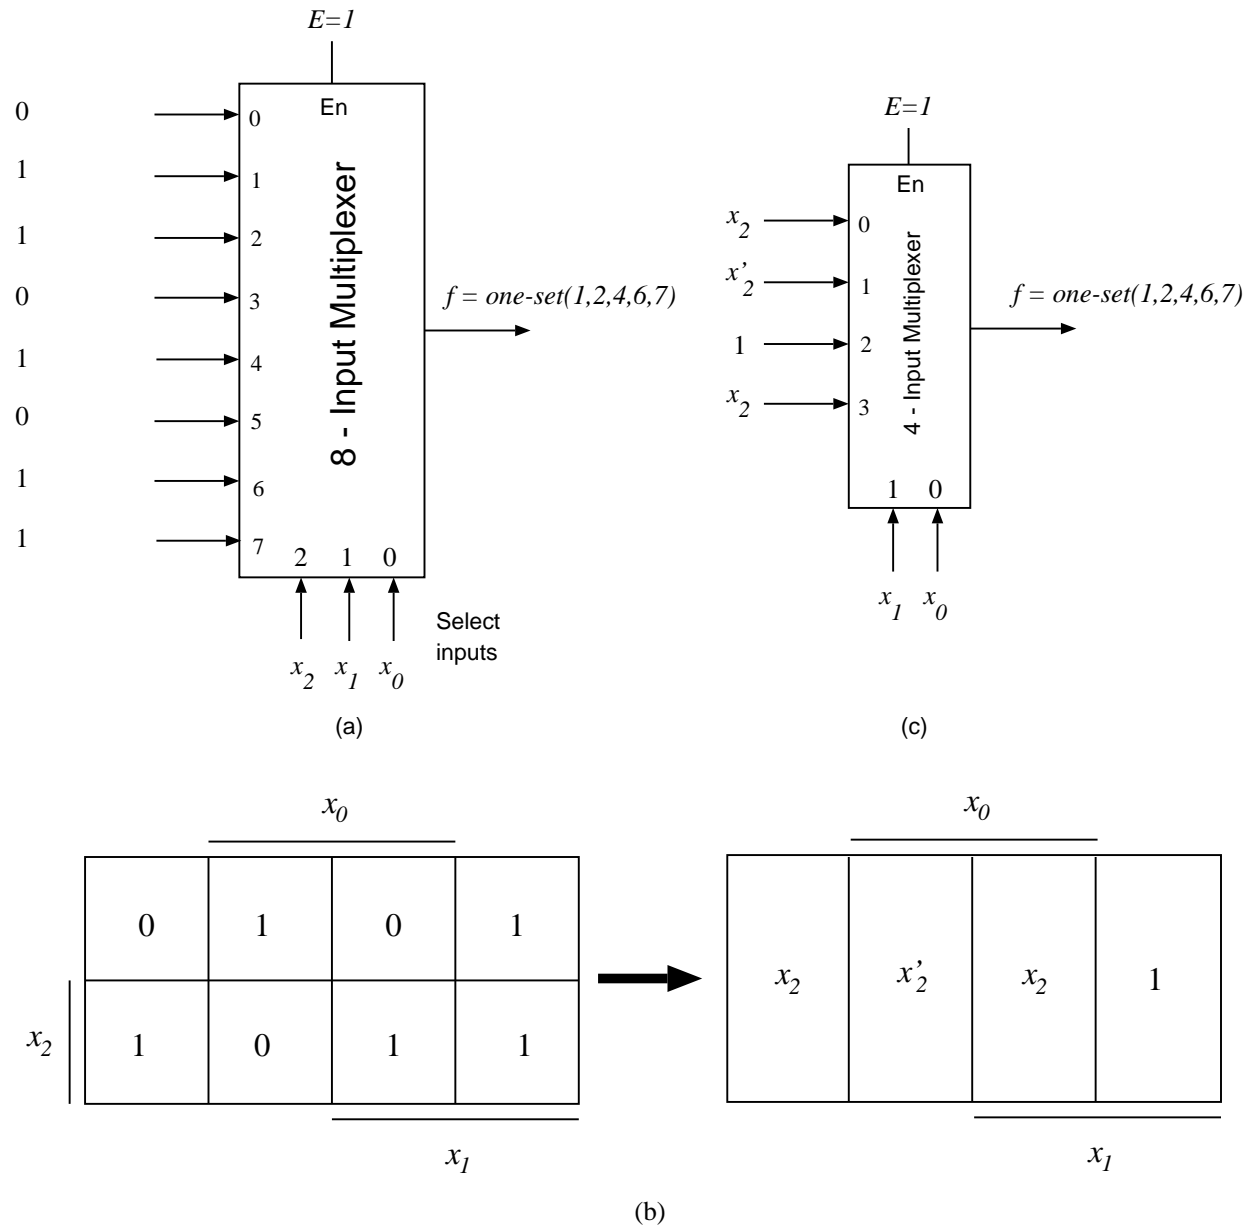 E=1
En
0 0
1 1
1 2
0 3
1 4
0 5
1 6
1 7
8 - Input Multiplexer
f = one-set(1,2,4,6,7)
2 1 0
x2 x1 x0
Select
inputs
(a)
E=1
En
x2 0
x'2 1
1 2
x2 3
4 - Input Multiplexer
f = one-set(1,2,4,6,7)
1 0
x1 x0
(c)
x0
0 1 0 1
x2 1 0 1 1
x1
x0
x2 x'2 x2 1
x1
(b)